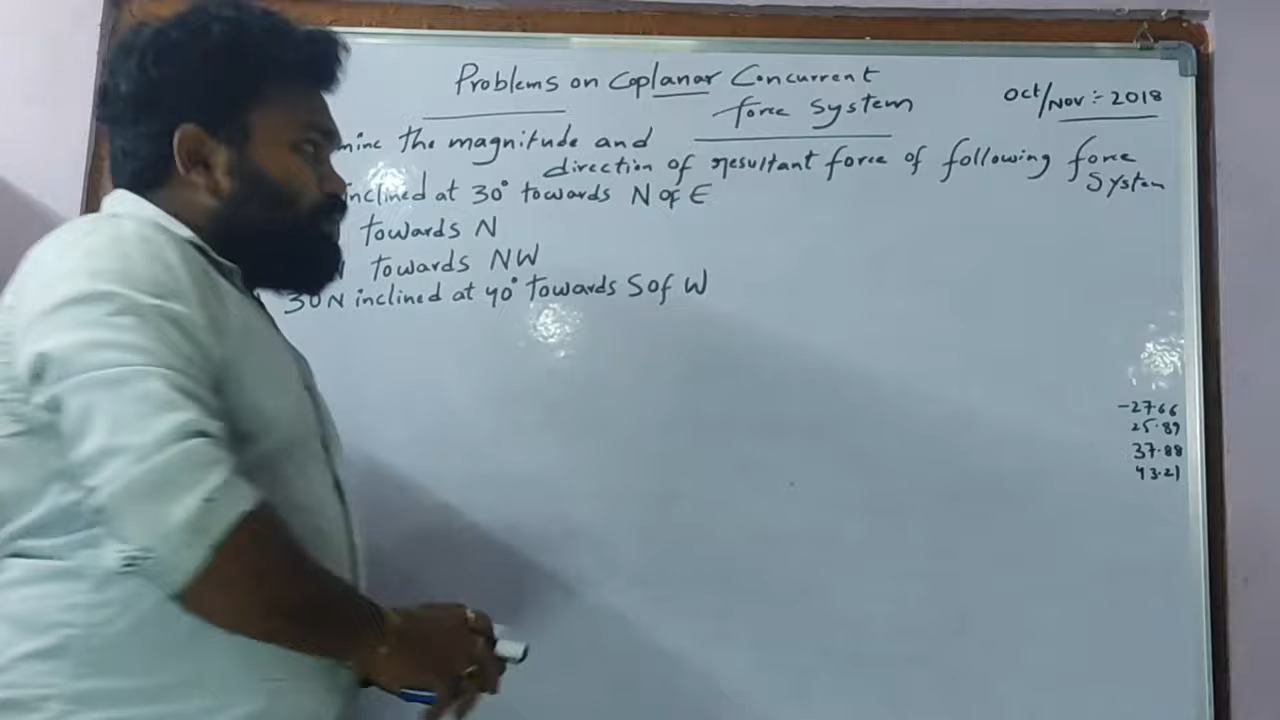 Problems on Coplanar Concurrent
force System
Oct/Nov:-2018
mine the magnitude and
direction of resultant force of following force
System
inclined at 30° towards N of E
towards N
N towards NW
30N inclined at 40° towards S of W
-27.66
25.89
37.88
43.21